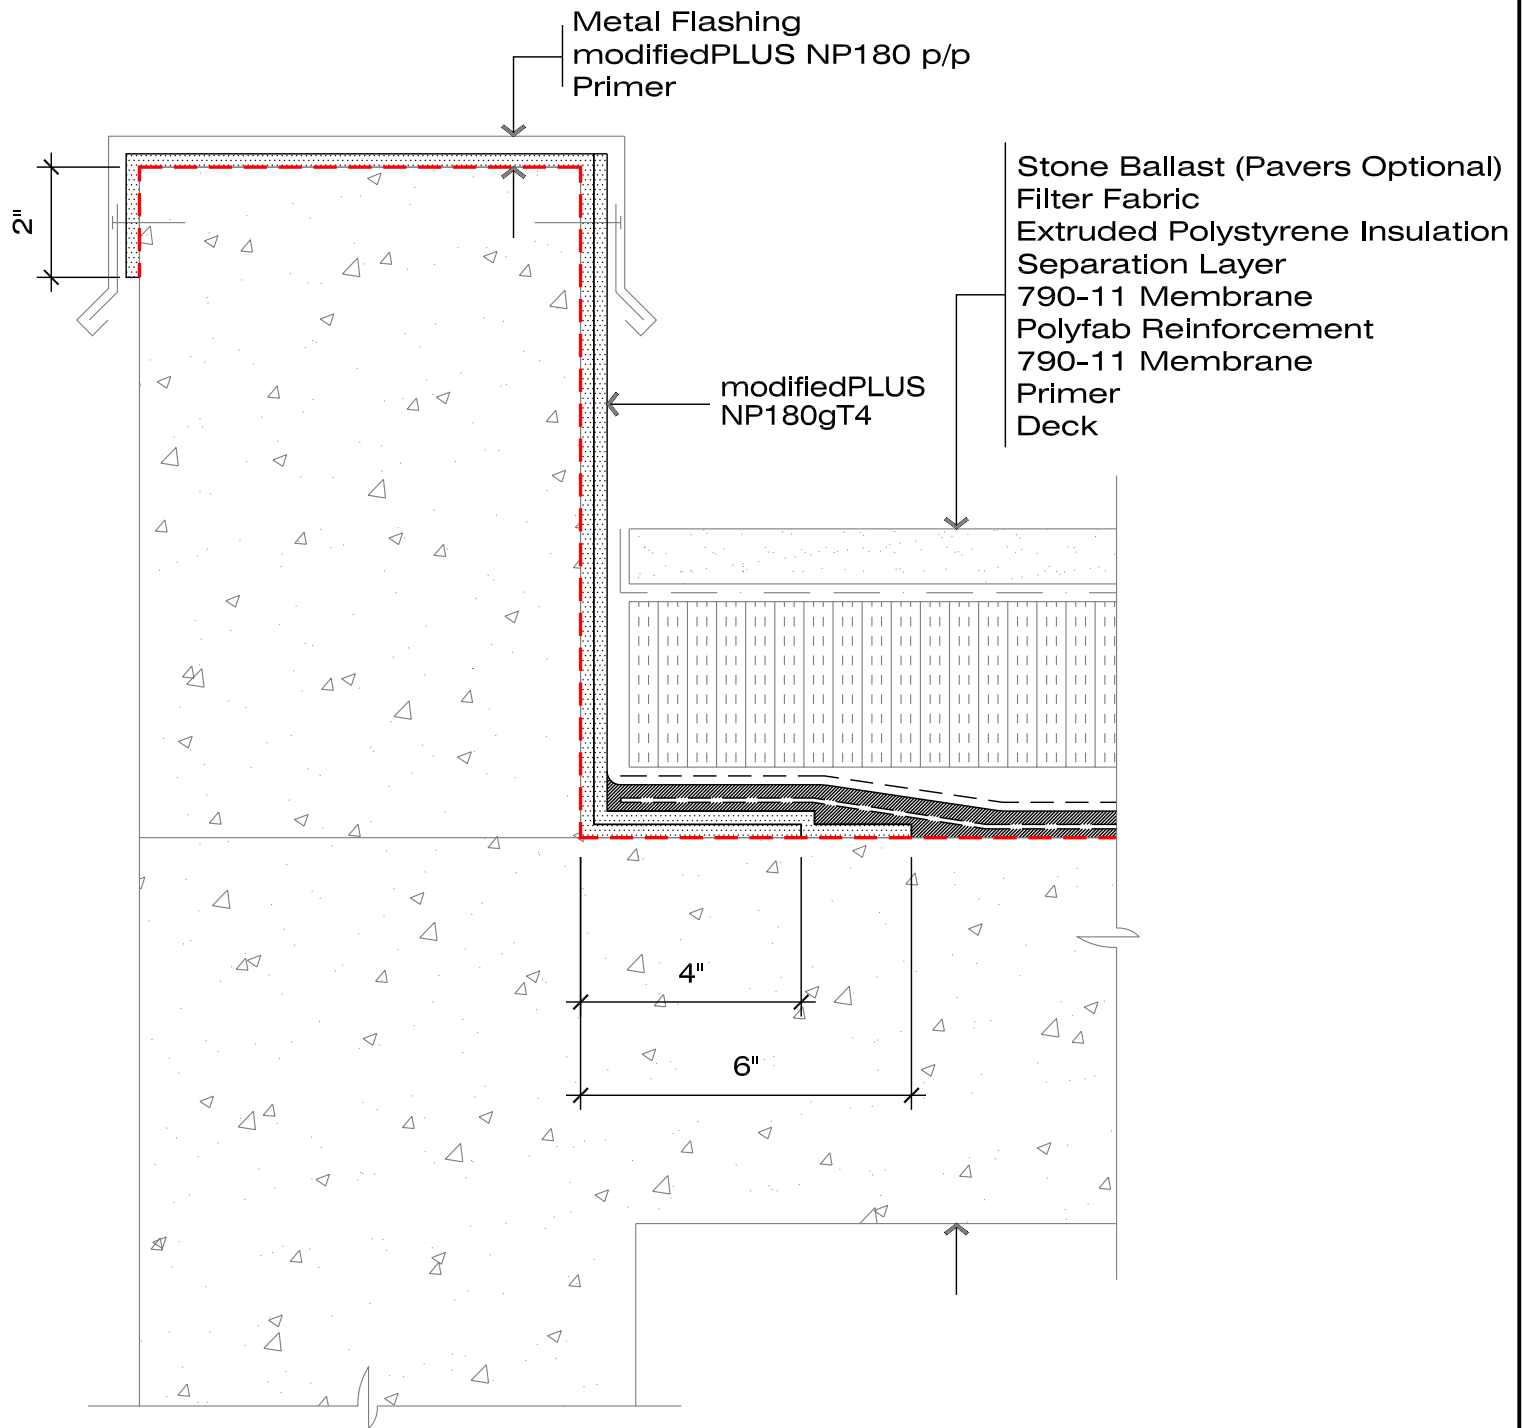 Metal Flashing
modifiedPLUS NP180 p/p
Primer
Stone Ballast (Pavers Optional)
Filter Fabric
Extruded Polystyrene Insulation
Separation Layer
790-11 Membrane
Polyfab Reinforcement
790-11 Membrane
Primer
Deck
2"
modifiedPLUS
NP180gT4
4"
6"